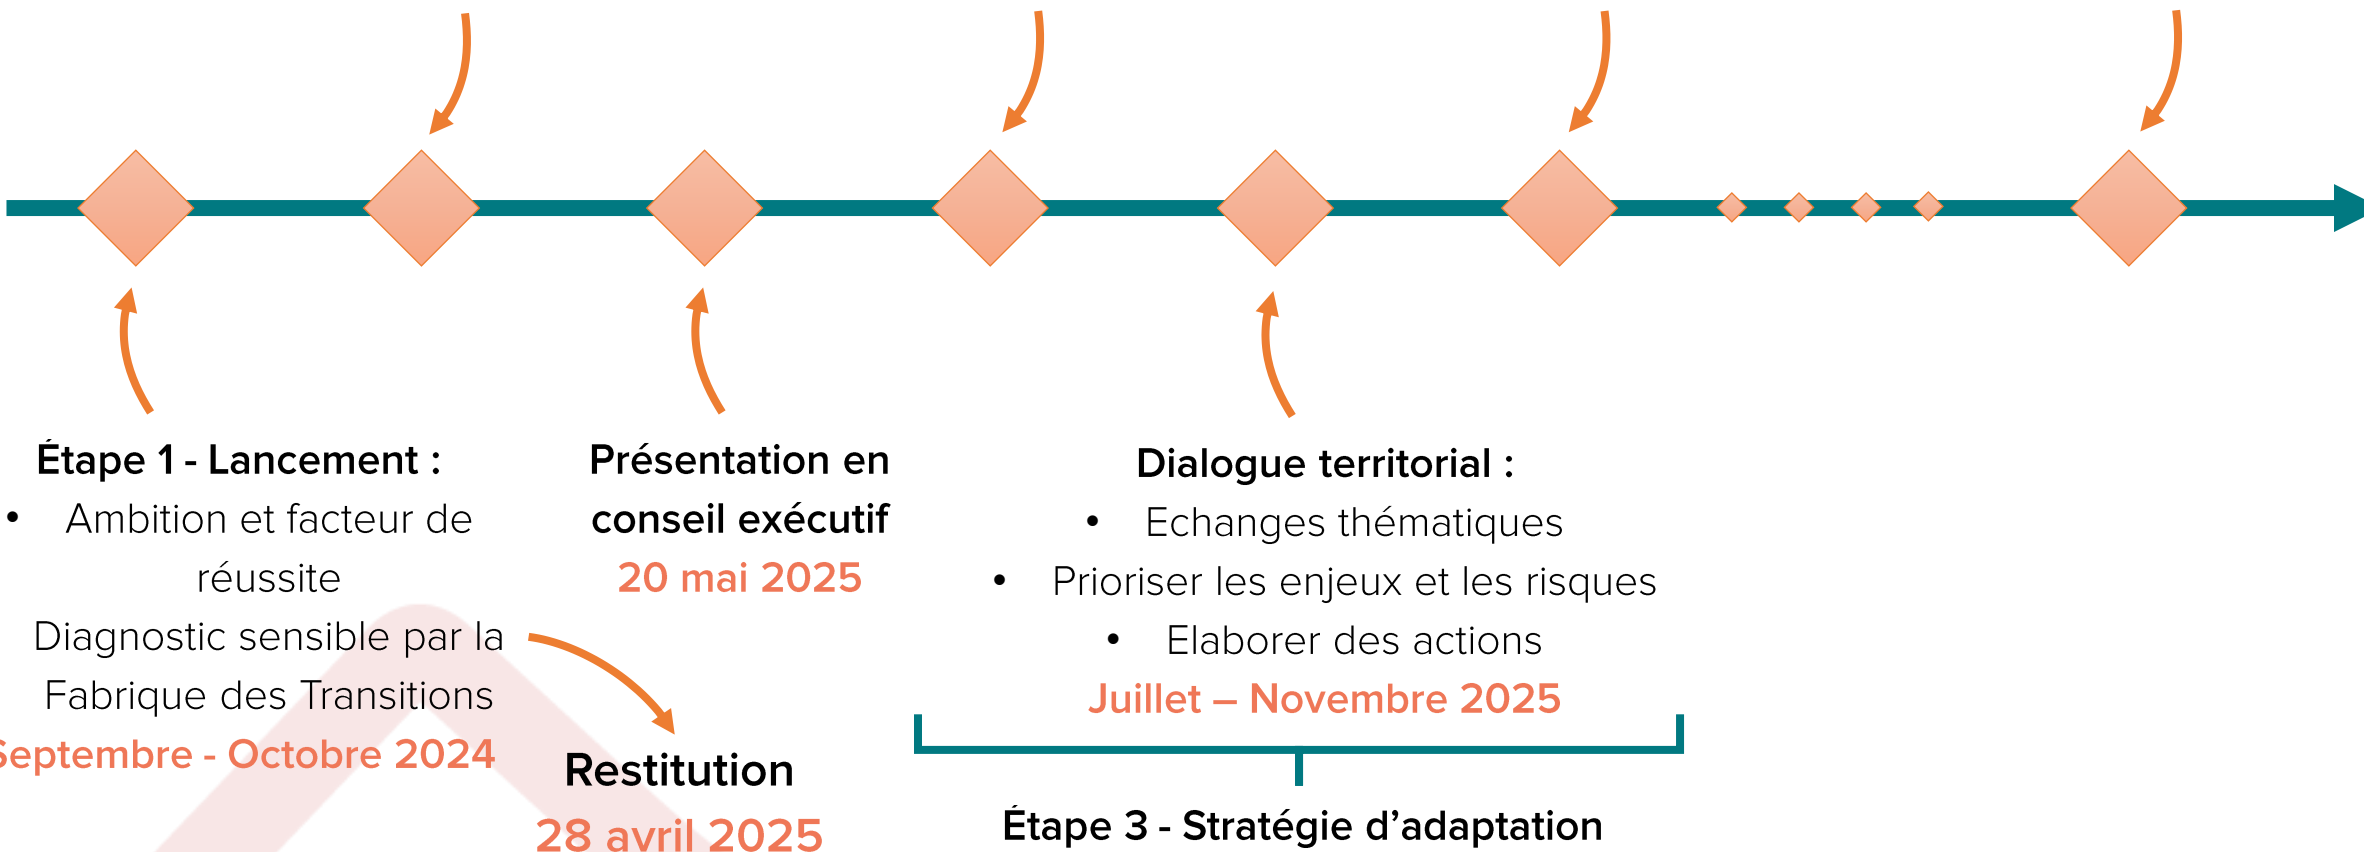 Étape 1 - Lancement :
• Ambition et facteur de
réussite
Diagnostic sensible par la
Fabrique des Transitions
Septembre - Octobre 2024
Présentation en
conseil exécutif
20 mai 2025
Restitution
28 avril 2025
Dialogue territorial :
• Echanges thématiques
• Prioriser les enjeux et les risques
• Elaborer des actions
Juillet – Novembre 2025
Étape 3 - Stratégie d’adaptation